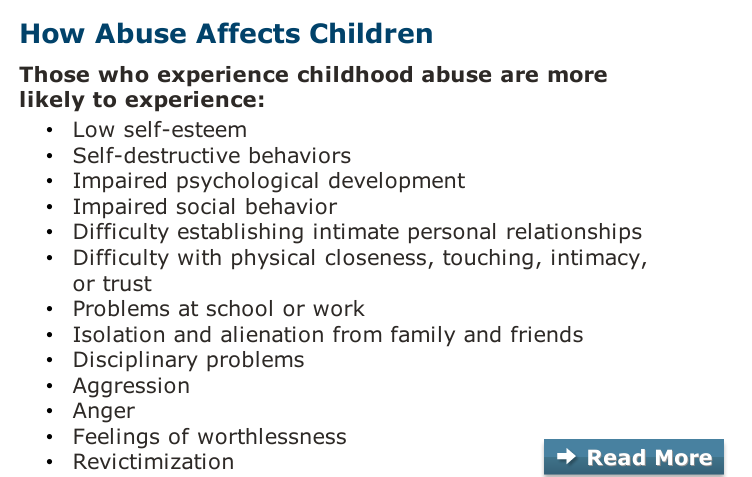 How Abuse Affects Children
Those who experience childhood abuse are more
likely to experience:
• Low self-esteem
• Self-destructive behaviors
• Impaired psychological development
• Impaired social behavior
• Difficulty establishing intimate personal relationships
• Difficulty with physical closeness, touching, intimacy,
or trust
• Problems at school or work
• Isolation and alienation from family and friends
• Disciplinary problems
• Aggression
• Anger
• Feelings of worthlessness
• Revictimization
Read More